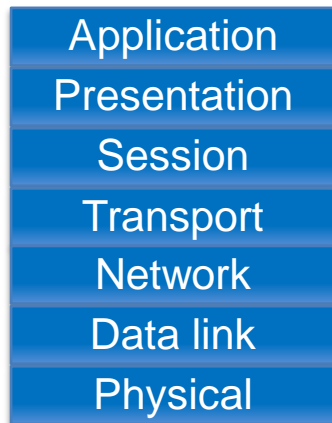 Application
Presentation
Session
Transport
Network
Data link
Physical